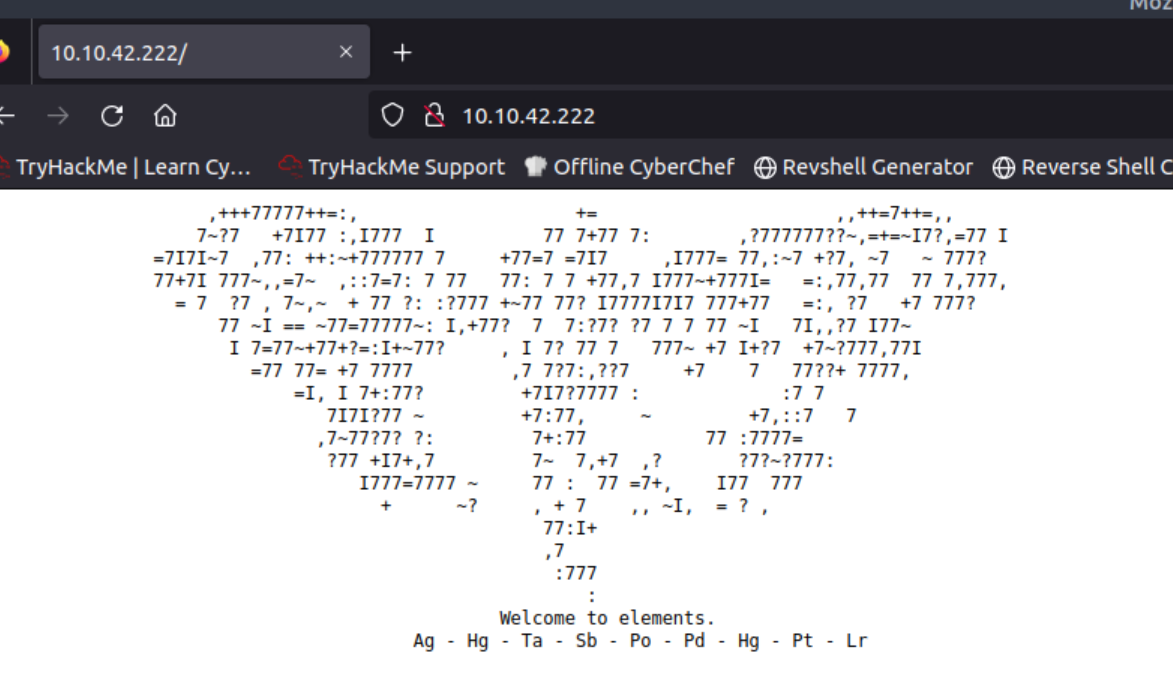 Moz
10.10.42.222/
10.10.42.222
TryHackMe | Learn Cy...
TryHackMe Support
Offline CyberChef
Revshell Generator
Reverse Shell C
,+++77777++=:,                    +=                      ,,++=7++=,,
7~?7   +7I77 :,I777  I          77 7+77 7:        ,?777777??~,=+=~I7?,=77 I
=7I7I~7  ,77: ++:~+777777 7     +77=7 =7I7     ,I777= 77,:~7 +?7, ~7   ~ 777?
77+7I 777~,,=7~  ,::7=7: 7 77   77: 7 7 +77,7 I777~+777I=   =:,77,77  77 7,777,
= 7  ?7 , 7~,~  + 77 ?: :?777 +~77 77? I7777I7I7 777+77   =:, ?7   +7 777?
77 ~I == ~77=77777~: I,+77?  7  7:?7? ?7 7 7 77 ~I   7I,,?7 I77~
I 7=77~+77+?=:I+~77?     , I 7? 77 7   777~ +7 I+?7  +7~?777,77I
=77 77= +7 7777         ,7 7?7:,??7     +7    7   77??+ 7777,
=I, I 7+:77?         +7I7?7777 :             :7 7
7I7I?77 ~         +7:77,     ~         +7,::7   7
,7~77?7? ?:         7+:77           77 :7777=
?77 +I7+,7         7~  7,+7  ,?       ?7?~?777:
I777=7777 ~     77 :  77 =7+,    I77  777
+      ~?     , + 7    ,, ~I,  = ? ,
77:I+
,7
:777
:
Welcome to elements.
Ag - Hg - Ta - Sb - Po - Pd - Hg - Pt - Lr